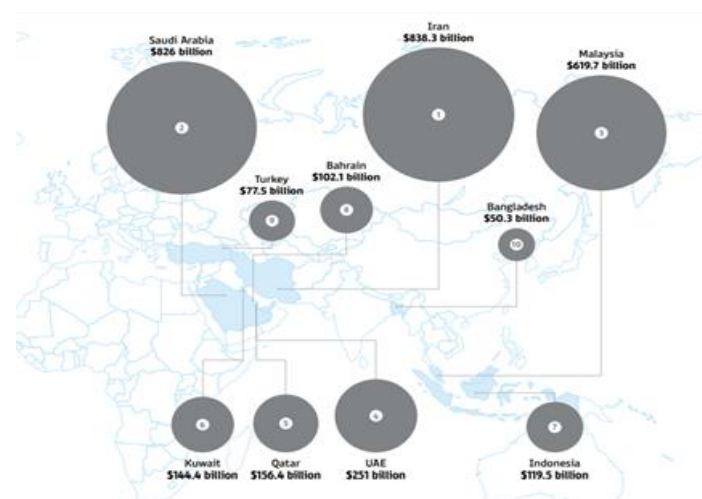 Iran
$838.3 billion
1
Saudi Arabia
$826 billion
2
Malaysia
$619.7 billion
3
Turkey
$77.5 billion
9
Bahrain
$102.1 billion
8
Bangladesh
$50.3 billion
10
6
Kuwait
$144.4 billion
5
Qatar
$156.4 billion
4
UAE
$251 billion
7
Indonesia
$119.5 billion